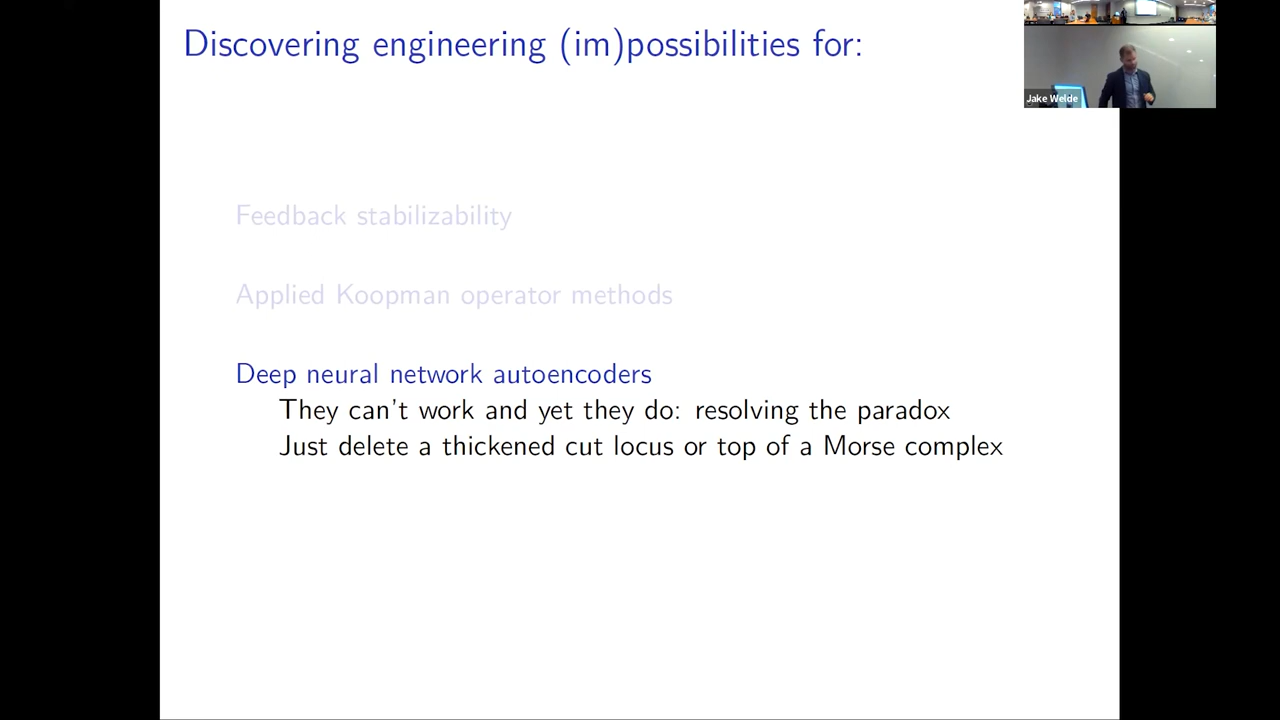 Discovering engineering (im)possibilities for:
Jake Welde
Feedback stabilizability
Applied Koopman operator methods
Deep neural network autoencoders
They can't work and yet they do: resolving the paradox
Just delete a thickened cut locus or top of a Morse complex